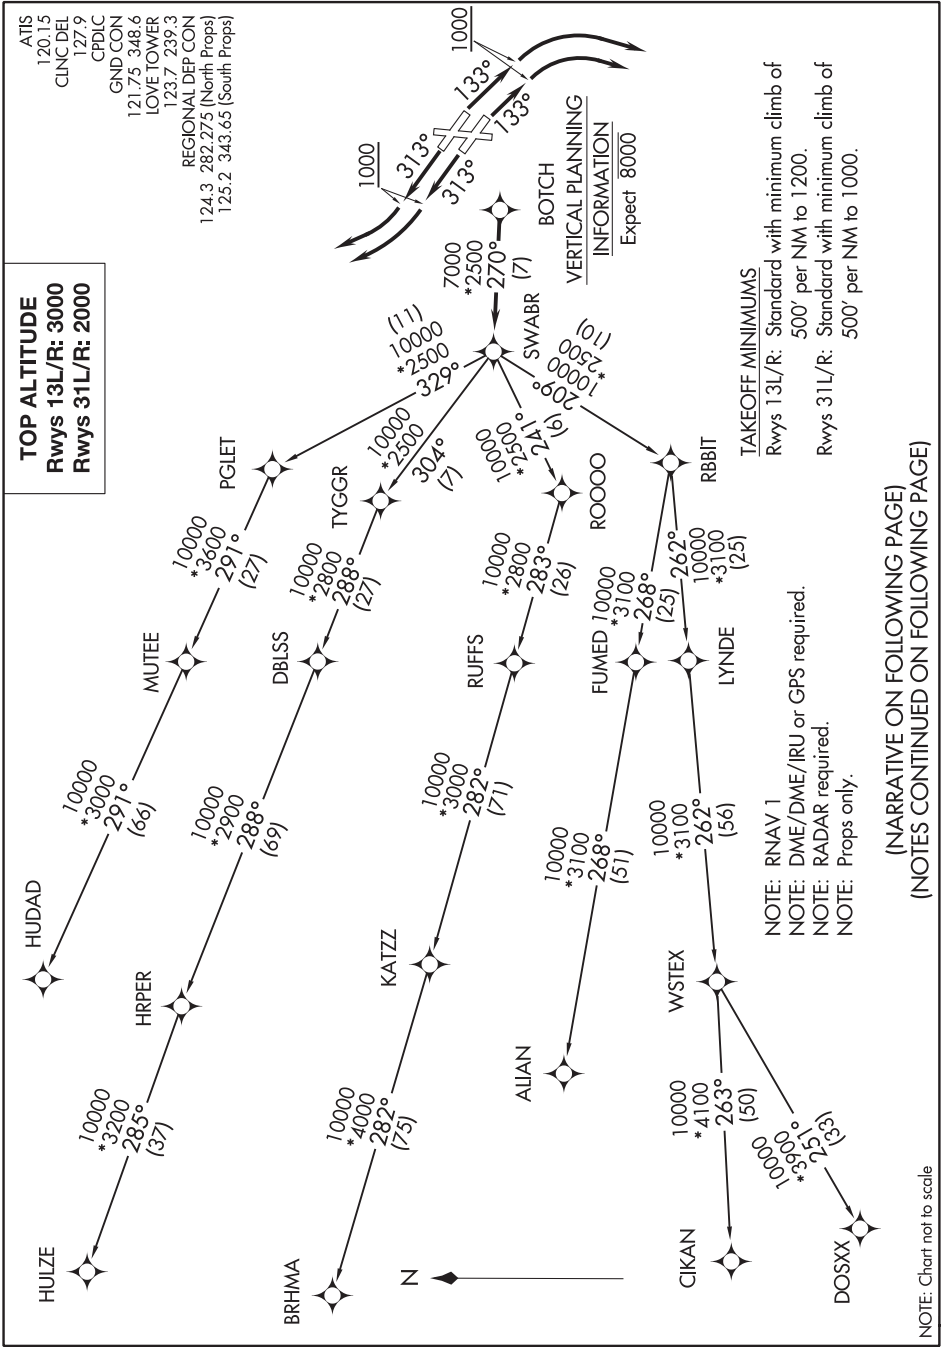 ATIS
120.15
CLNC DEL
127.9
CPDLC
GND CON
121.75 348.6
LOVE TOWER
123.7 239.3
REGIONAL DEP CON
124.3 282.275 (North Props)
125.2 343.65 (South Props)
TOP ALTITUDE
Rwys 13L/R: 3000
Rwys 31L/R: 2000
1000
133°
133°
313°
313°
1000
BOTCH
VERTICAL PLANNING
INFORMATION
Expect 8000
7000
*2500
270°
(7)
SWABR
(11)
10000
*2500
329°
PGLET
10000
*3600
291°
(27)
MUTEE
10000
*3000
291°
(66)
HUDAD
10000
*2500
304°
(7)
TYGGR
10000
*2800
288°
(27)
DBLSS
10000
*2900
288°
(69)
HRPER
10000
*3200
285°
(37)
HULZE
10000
*2500
241°
(6)
ROOOO
10000
*2800
283°
(26)
RUFFS
10000
*3000
282°
(71)
KATZZ
10000
*4000
282°
(75)
BRHMA
209°
10000
*2500
(10)
RBBIT
10000
*3100
268°
(25)
FUMED
10000
*3100
268°
(51)
ALIAN
262°
10000
*3100
(25)
LYNDE
10000
*3100
262°
(56)
WSTEX
10000
*4100
263°
(50)
CIKAN
10000
*3900
251°
(33)
DOSXX
N
TAKEOFF MINIMUMS
Rwys 13L/R: Standard with minimum climb of
500' per NM to 1200.
Rwys 31L/R: Standard with minimum climb of
500' per NM to 1000.
NOTE: RNAV 1
NOTE: DME/DME/IRU or GPS required.
NOTE: RADAR required.
NOTE: Props only.
(NARRATIVE ON FOLLOWING PAGE)
(NOTES CONTINUED ON FOLLOWING PAGE)
NOTE: Chart not to scale